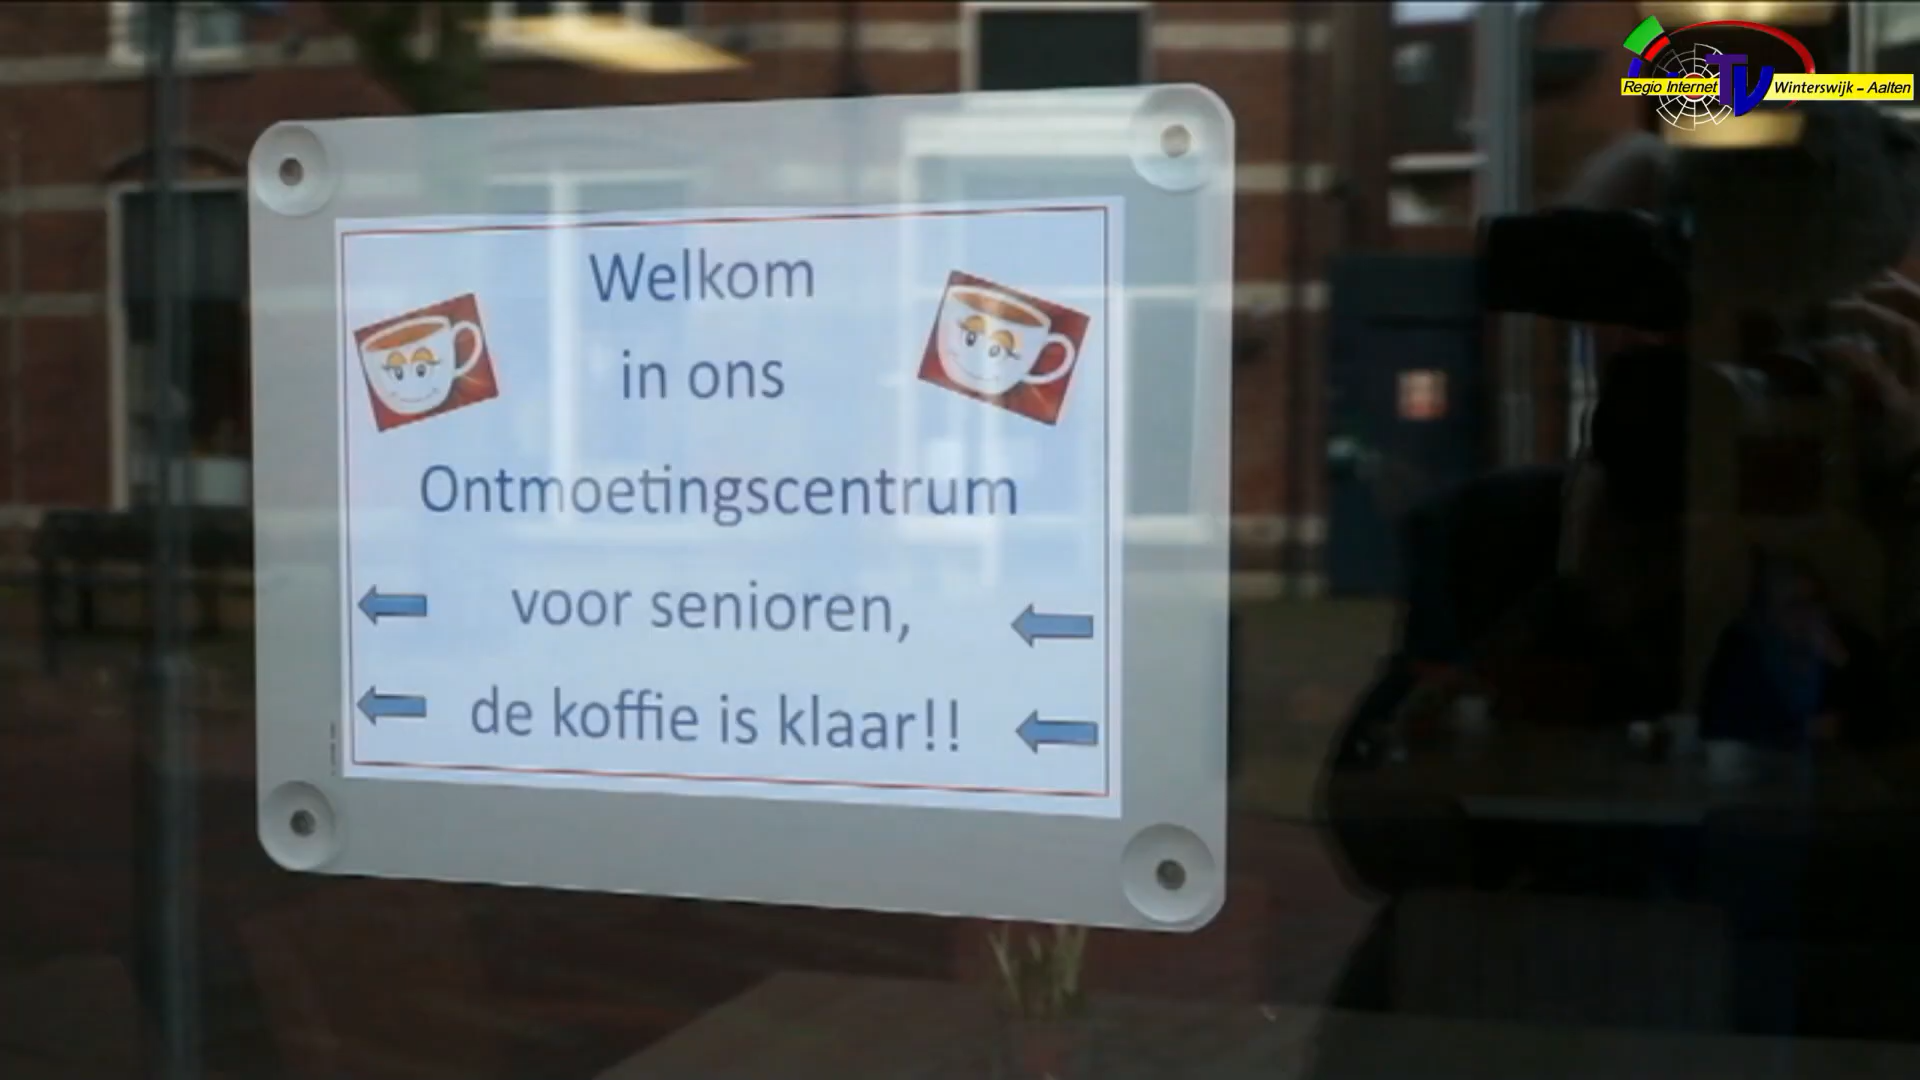 Regio Internet TV Winterswijk - Aalten
Welkom
in ons
Ontmoetingscentrum
voor senioren,
de koffie is klaar!!